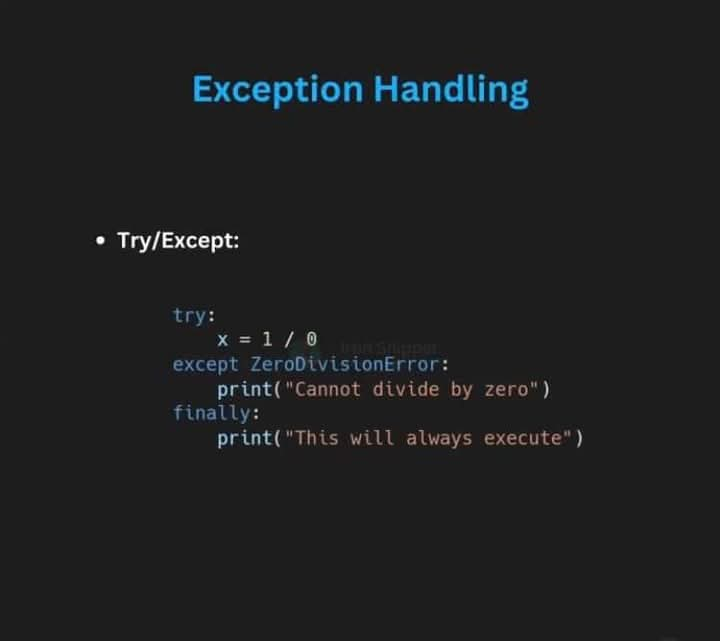 Exception Handling
• Try/Except:
try:
    x = 1 / 0
except ZeroDivisionError:
    print("Cannot divide by zero")
finally:
    print("This will always execute")